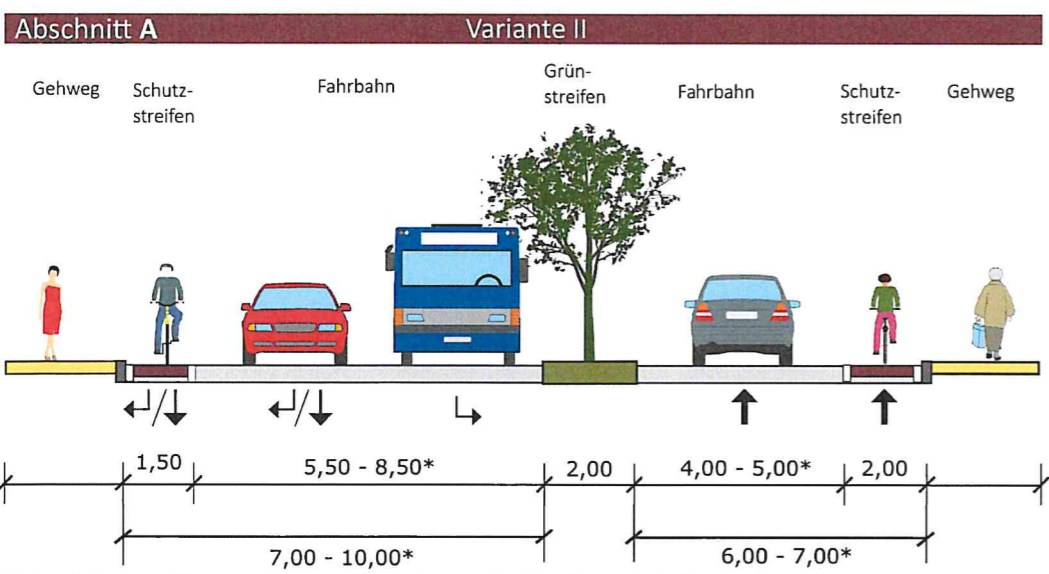 Abschnitt A Variante II
Gehweg
Schutz-
streifen
Fahrbahn
Grün-
streifen
Fahrbahn
Schutz-
streifen
Gehweg
1,50
5,50 - 8,50*
2,00
4,00 - 5,00*
2,00
7,00 - 10,00*
6,00 - 7,00*